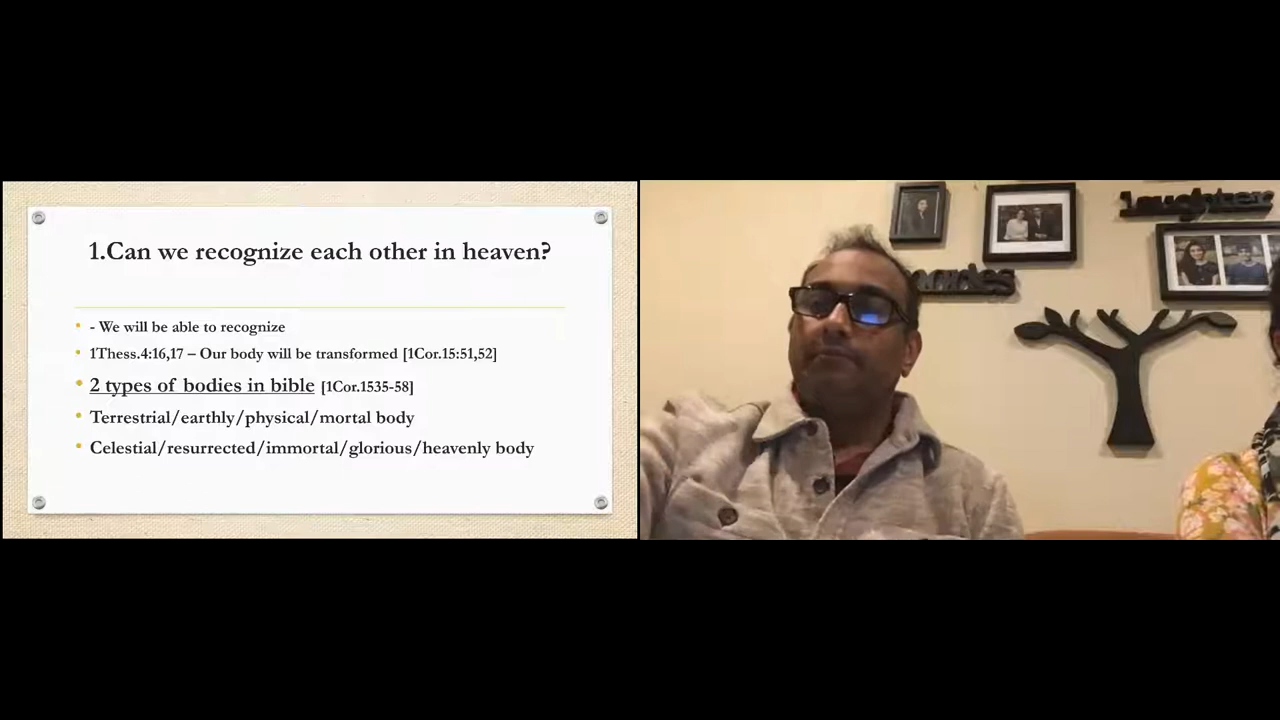 1.Can we recognize each other in heaven?
- We will be able to recognize
1Thess.4:16,17 – Our body will be transformed [1Cor.15:51,52]
2 types of bodies in bible [1Cor.1535-58]
Terrestrial/earthly/physical/mortal body
Celestial/resurrected/immortal/glorious/heavenly body
laughter